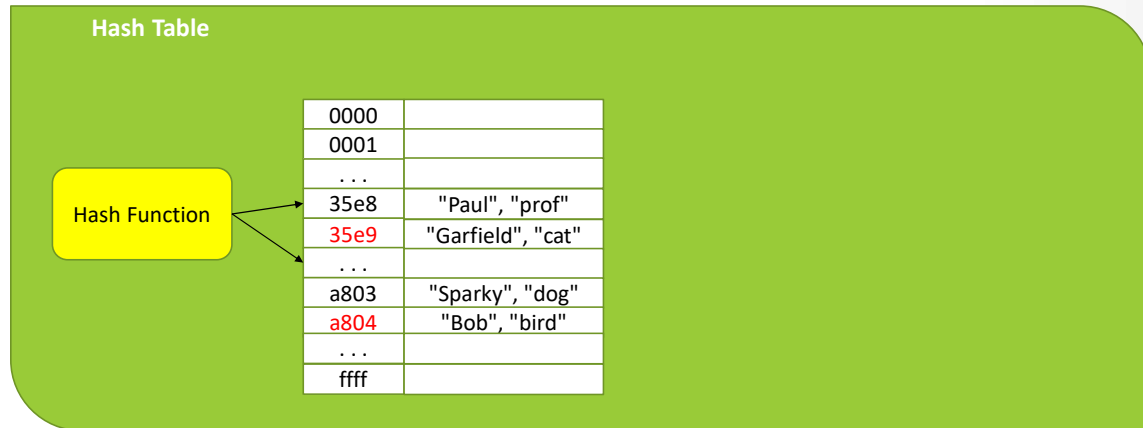 Hash Table
0000
0001
. . .
Hash Function
35e8 "Paul", "prof"
35e9 "Garfield", "cat"
. . .
a803 "Sparky", "dog"
a804 "Bob", "bird"
. . .
ffff